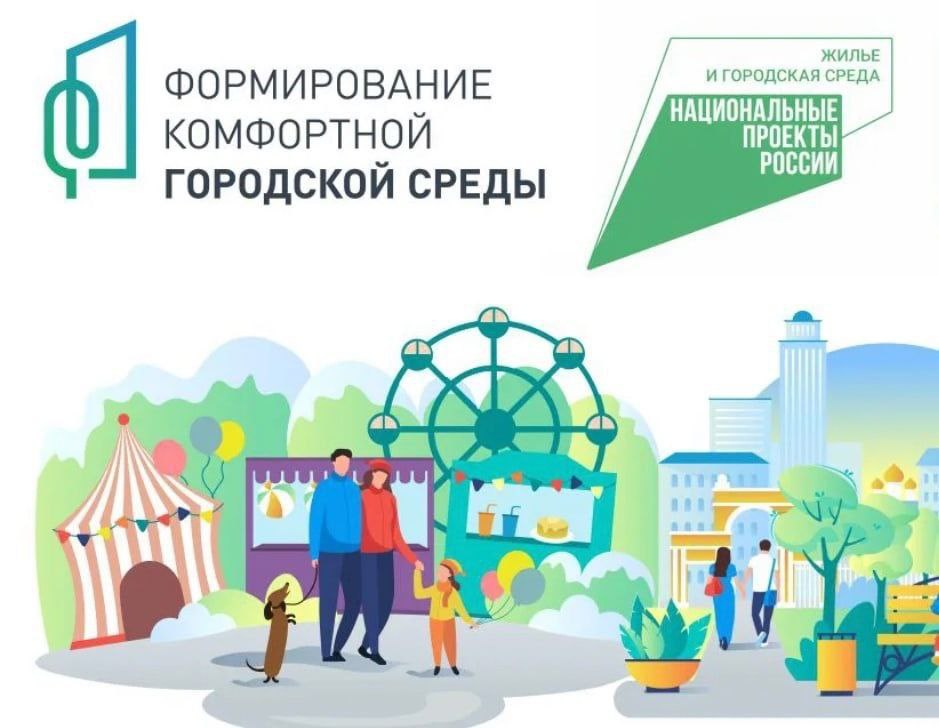 ФОРМИРОВАНИЕ
КОМФОРТНОЙ
ГОРОДСКОЙ СРЕДЫ
ЖИЛЬЕ
И ГОРОДСКАЯ СРЕДА
НАЦИОНАЛЬНЫЕ
ПРОЕКТЫ
РОССИИ